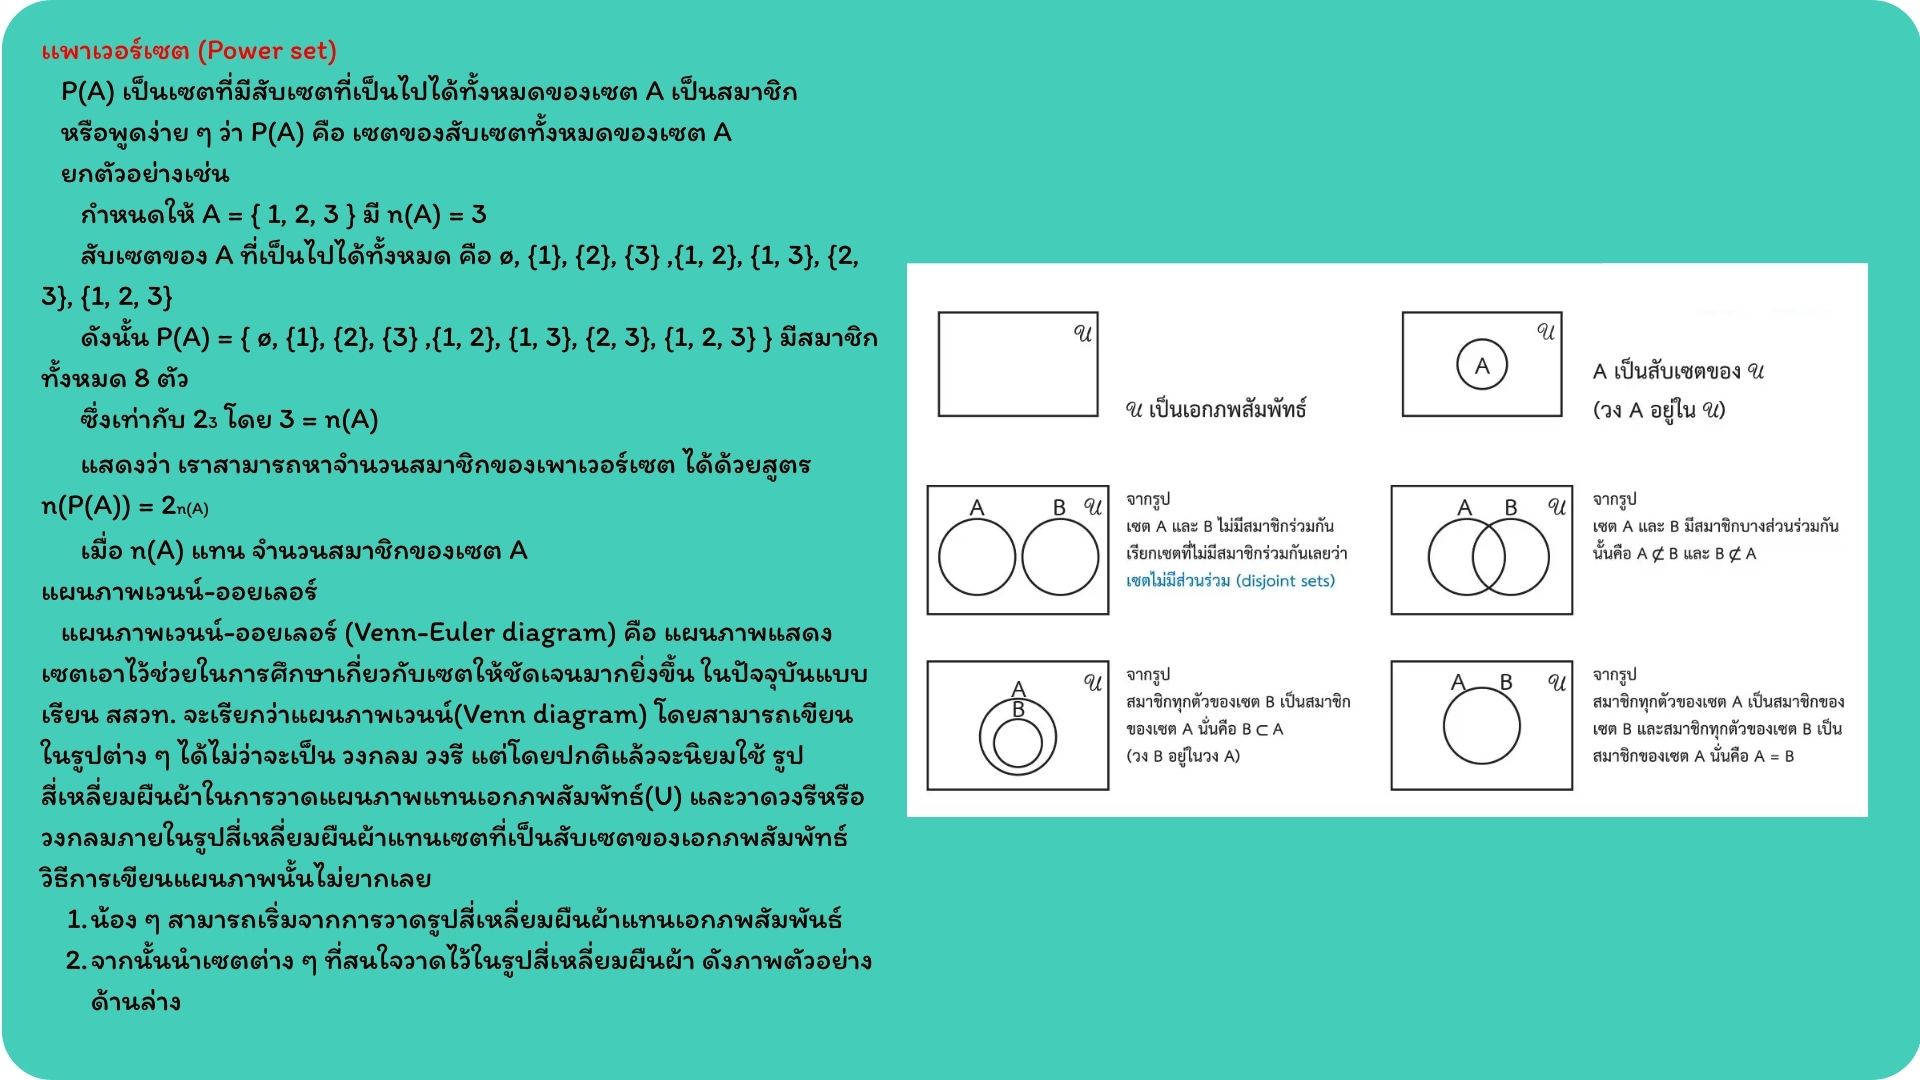 แพาเวอร์เซต (Power set)
P(A) เป็นเซตที่มีสับเซตที่เป็นไปได้ทั้งหมดของเซต A เป็นสมาชิก
หรือพูดง่าย ๆ ว่า P(A) คือ เซตของสับเซตทั้งหมดของเซต A
ยกตัวอย่างเช่น
กำหนดให้ A = { 1, 2, 3 } มี n(A) = 3
สับเซตของ A ที่เป็นไปได้ทั้งหมด คือ ø, {1}, {2}, {3} ,{1, 2}, {1, 3}, {2,
3}, {1, 2, 3}
ดังนั้น P(A) = { ø, {1}, {2}, {3} ,{1, 2}, {1, 3}, {2, 3}, {1, 2, 3} } มีสมาชิก
ทั้งหมด 8 ตัว
ซึ่งเท่ากับ 2₃ โดย 3 = n(A)
แสดงว่า เราสามารถหาจำนวนสมาชิกของเพาเวอร์เซต ได้ด้วยสูตร
n(P(A)) = 2n(A)
เมื่อ n(A) แทน จำนวนสมาชิกของเซต A
แผนภาพเวนน์-ออยเลอร์
แผนภาพเวนน์-ออยเลอร์ (Venn-Euler diagram) คือ แผนภาพแสดง
เซตเอาไว้ช่วยในการศึกษาเกี่ยวกับเซตให้ชัดเจนมากยิ่งขึ้น ในปัจจุบันแบบ
เรียน สสวท. จะเรียกว่าแผนภาพเวนน์(Venn diagram) โดยสามารถเขียน
ในรูปต่าง ๆ ได้ไม่ว่าจะเป็น วงกลม วงรี แต่โดยปกติแล้วจะนิยมใช้ รูป
สี่เหลี่ยมผืนผ้าในการวาดแผนภาพแทนเอกภพสัมพัทธ์(U) และวาดวงรีหรือ
วงกลมภายในรูปสี่เหลี่ยมผืนผ้าแทนเซตที่เป็นสับเซตของเอกภพสัมพัทธ์
วิธีการเขียนแผนภาพนั้นไม่ยากเลย
1. น้อง ๆ สามารถเริ่มจากการวาดรูปสี่เหลี่ยมผืนผ้าแทนเอกภพสัมพันธ์
2. จากนั้นนำเซตต่าง ๆ ที่สนใจวาดไว้ในรูปสี่เหลี่ยมผืนผ้า ดังภาพตัวอย่าง
ด้านล่าง
𝒰
𝒰 เป็นเอกภพสัมพัทธ์
𝒰
A
A เป็นสับเซตของ 𝒰
(วง A อยู่ใน 𝒰)
A B 𝒰
จากรูป
เซต A และ B ไม่มีสมาชิกร่วมกัน
เรียกเซตที่ไม่มีสมาชิกร่วมกันเลยว่า
เซตไม่มีส่วนร่วม (disjoint sets)
A B 𝒰
จากรูป
เซต A และ B มีสมาชิกบางส่วนร่วมกัน
นั้นคือ A ⊄ B และ B ⊄ A
A 𝒰
B
จากรูป
สมาชิกทุกตัวของเซต B เป็นสมาชิก
ของเซต A นั่นคือ B ⊂ A
(วง B อยู่ในวง A)
A B 𝒰
จากรูป
สมาชิกทุกตัวของเซต A เป็นสมาชิกของ
เซต B และสมาชิกทุกตัวของเซต B เป็น
สมาชิกของเซต A นั่นคือ A = B